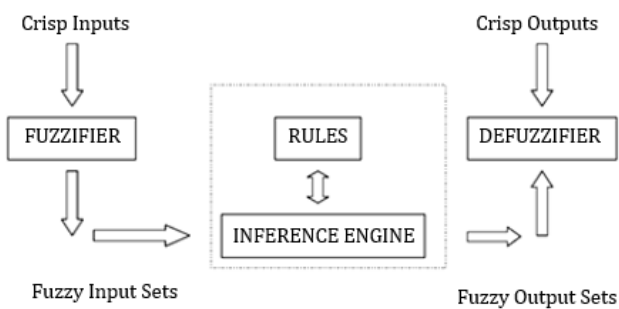 Crisp Inputs
Crisp Outputs
FUZZIFIER
RULES
DEFUZZIFIER
INFERENCE ENGINE
Fuzzy Input Sets
Fuzzy Output Sets